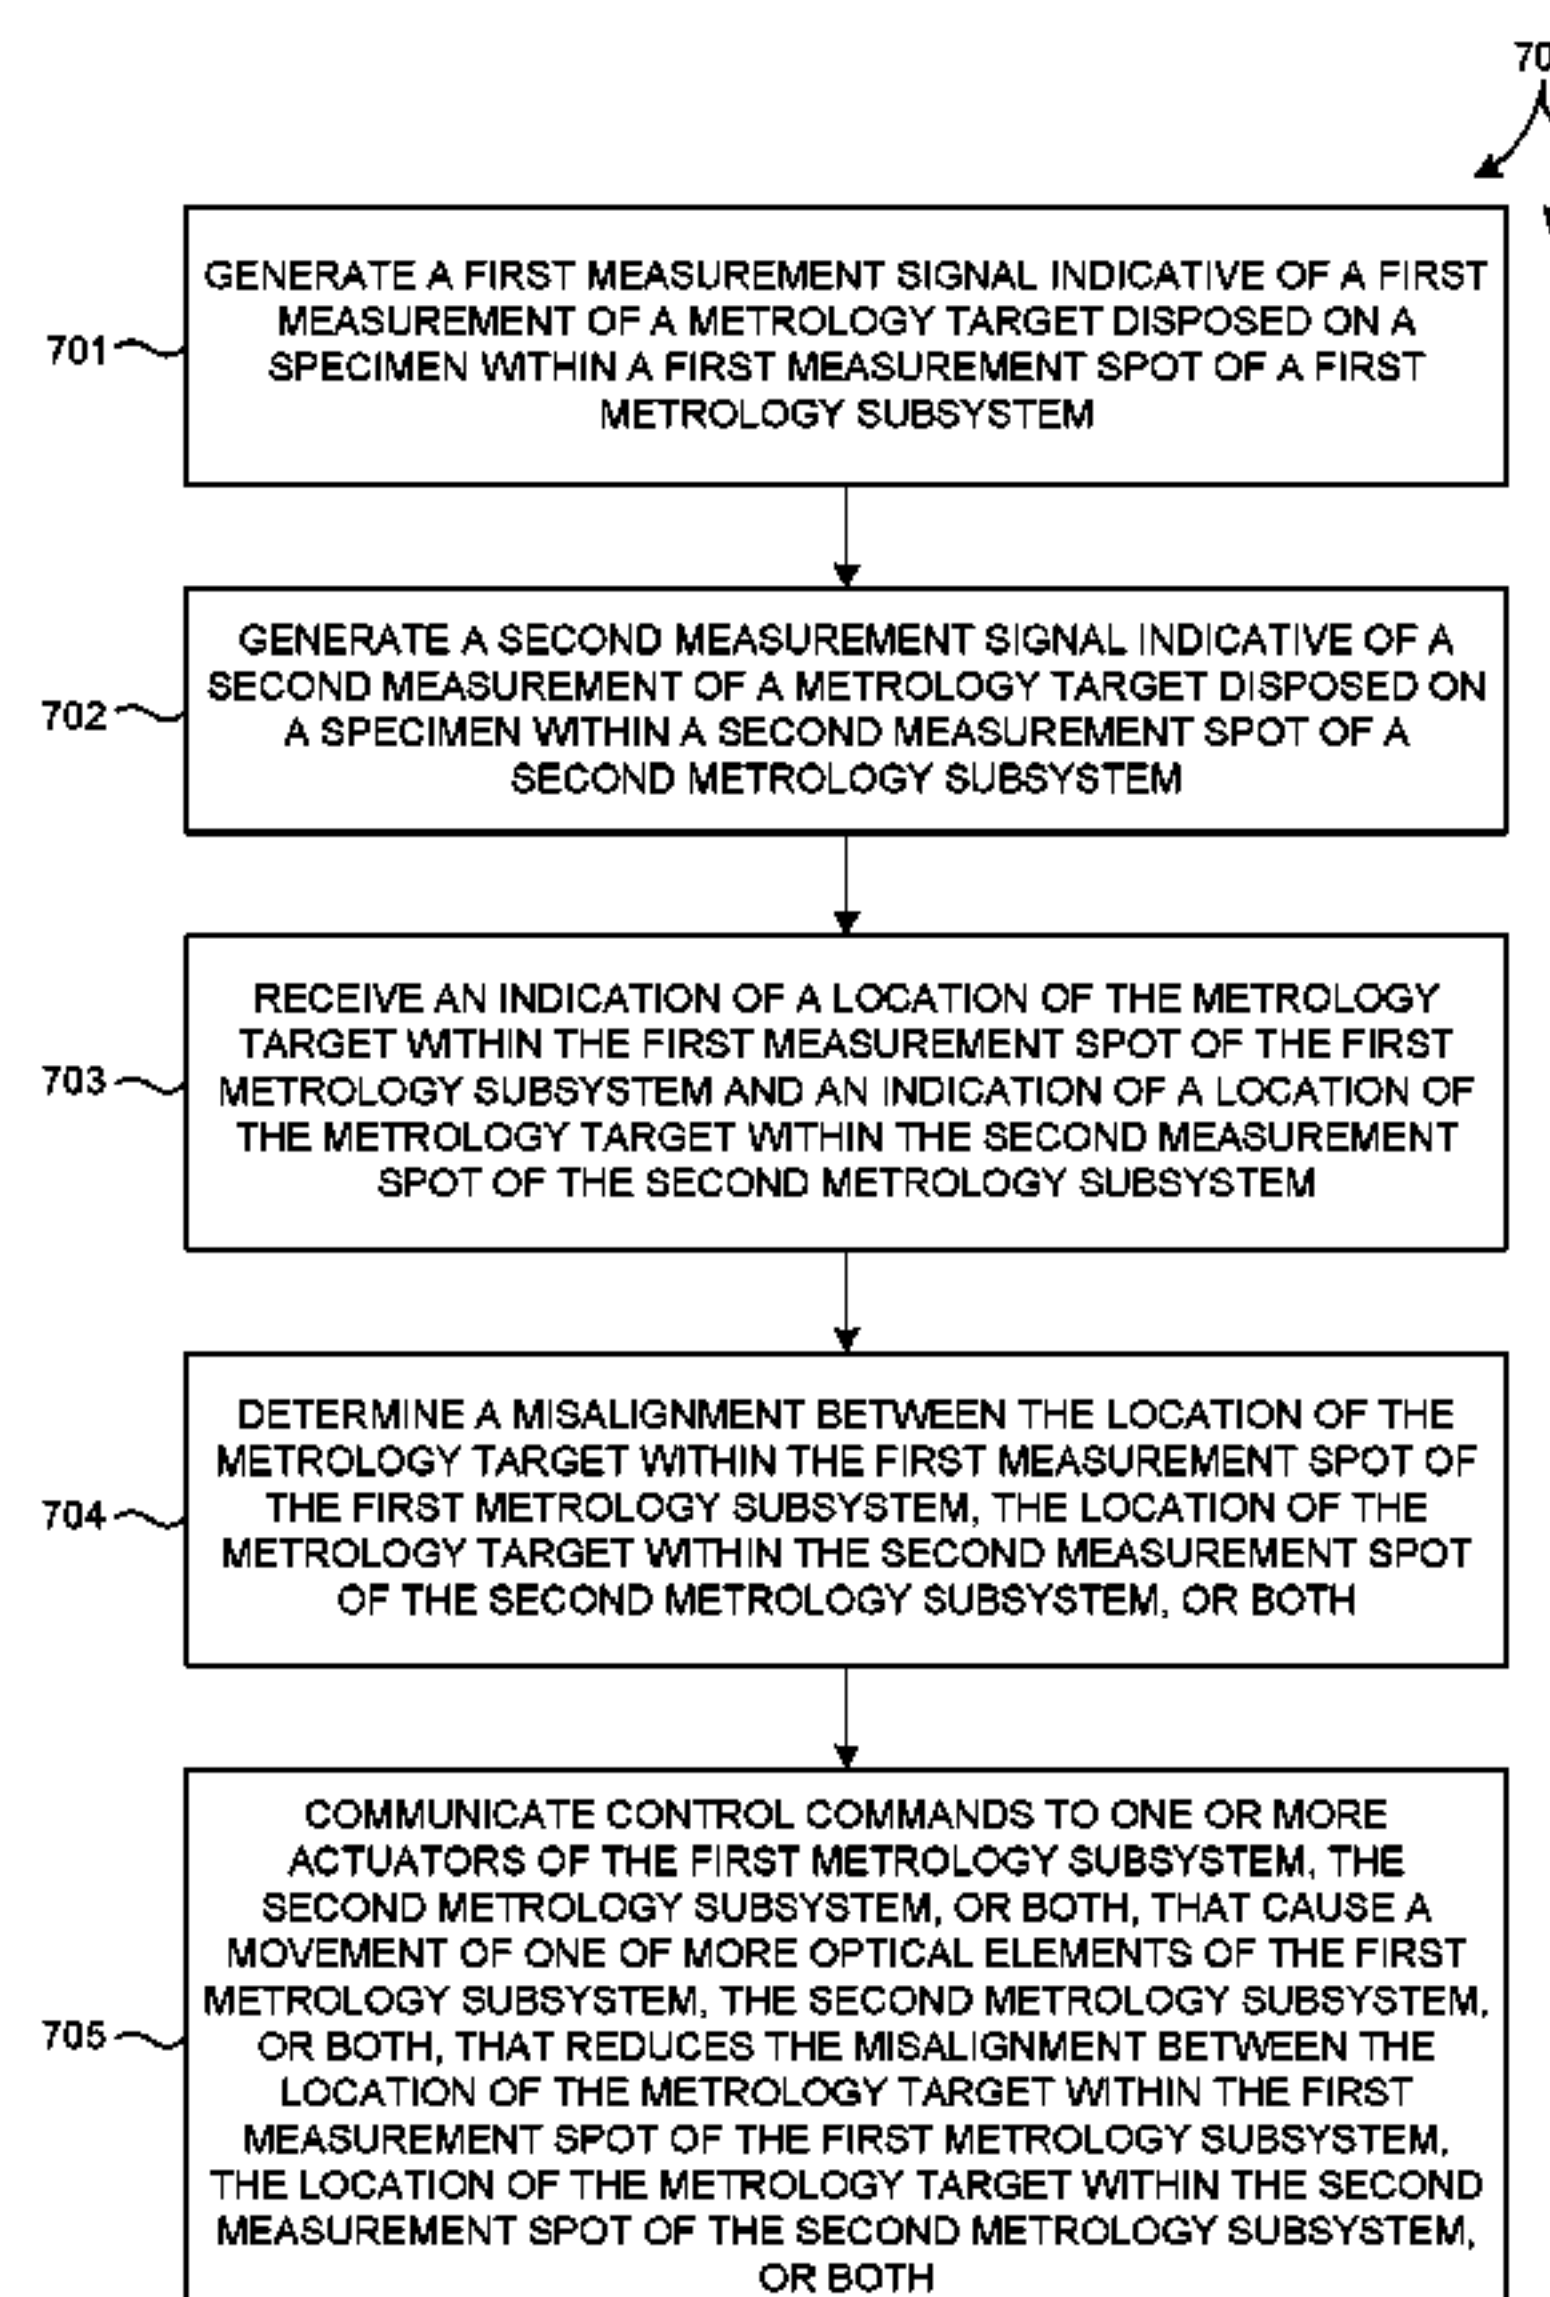 70
GENERATE A FIRST MEASUREMENT SIGNAL INDICATIVE OF A FIRST
MEASUREMENT OF A METROLOGY TARGET DISPOSED ON A
SPECIMEN WITHIN A FIRST MEASUREMENT SPOT OF A FIRST
METROLOGY SUBSYSTEM
701
GENERATE A SECOND MEASUREMENT SIGNAL INDICATIVE OF A
SECOND MEASUREMENT OF A METROLOGY TARGET DISPOSED ON
A SPECIMEN WITHIN A SECOND MEASUREMENT SPOT OF A
SECOND METROLOGY SUBSYSTEM
702
RECEIVE AN INDICATION OF A LOCATION OF THE METROLOGY
TARGET WITHIN THE FIRST MEASUREMENT SPOT OF THE FIRST
METROLOGY SUBSYSTEM AND AN INDICATION OF A LOCATION OF
THE METROLOGY TARGET WITHIN THE SECOND MEASUREMENT
SPOT OF THE SECOND METROLOGY SUBSYSTEM
703
DETERMINE A MISALIGNMENT BETWEEN THE LOCATION OF THE
METROLOGY TARGET WITHIN THE FIRST MEASUREMENT SPOT OF
THE FIRST METROLOGY SUBSYSTEM, THE LOCATION OF THE
METROLOGY TARGET WITHIN THE SECOND MEASUREMENT SPOT
OF THE SECOND METROLOGY SUBSYSTEM, OR BOTH
704
COMMUNICATE CONTROL COMMANDS TO ONE OR MORE
ACTUATORS OF THE FIRST METROLOGY SUBSYSTEM, THE
SECOND METROLOGY SUBSYSTEM, OR BOTH, THAT CAUSE A
MOVEMENT OF ONE OF MORE OPTICAL ELEMENTS OF THE FIRST
METROLOGY SUBSYSTEM, THE SECOND METROLOGY SUBSYSTEM,
OR BOTH, THAT REDUCES THE MISALIGNMENT BETWEEN THE
LOCATION OF THE METROLOGY TARGET WITHIN THE FIRST
MEASUREMENT SPOT OF THE FIRST METROLOGY SUBSYSTEM,
THE LOCATION OF THE METROLOGY TARGET WITHIN THE SECOND
MEASUREMENT SPOT OF THE SECOND METROLOGY SUBSYSTEM,
OR BOTH
705